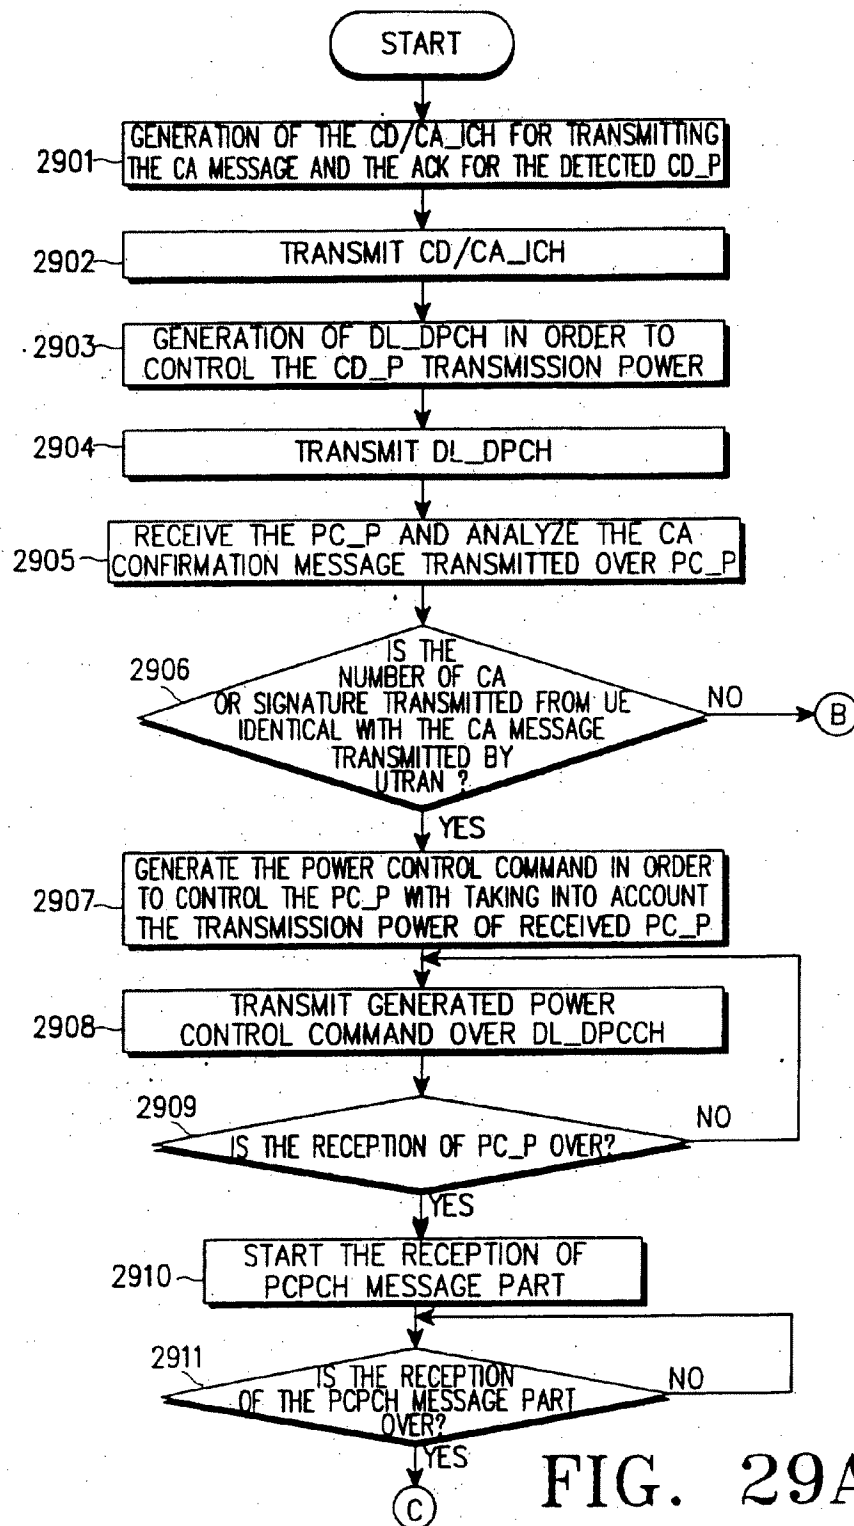 START
GENERATION OF THE CD/CA_ICH FOR TRANSMITTING
THE CA MESSAGE AND THE ACK FOR THE DETECTED CD_P
2901
TRANSMIT CD/CA_ICH
2902
GENERATION OF DL_DPCH IN ORDER TO
CONTROL THE CD_P TRANSMISSION POWER
2903
TRANSMIT DL_DPCH
2904
RECEIVE THE PC_P AND ANALYZE THE CA
CONFIRMATION MESSAGE TRANSMITTED OVER PC_P
2905
2906
IS THE
NUMBER OF CA
OR SIGNATURE TRANSMITTED FROM UE
IDENTICAL WITH THE CA MESSAGE
TRANSMITTED BY
UTRAN ?
NO
B
YES
GENERATE THE POWER CONTROL COMMAND IN ORDER
TO CONTROL THE PC_P WITH TAKING INTO ACCOUNT
THE TRANSMISSION POWER OF RECEIVED PC_P
2907
TRANSMIT GENERATED POWER
CONTROL COMMAND OVER DL_DPCCH
2908
2909
IS THE RECEPTION OF PC_P OVER?
NO
YES
START THE RECEPTION OF
PCPCH MESSAGE PART
2910
2911
IS THE RECEPTION
OF THE PCPCH MESSAGE PART
OVER?
NO
YES
C
FIG. 29A